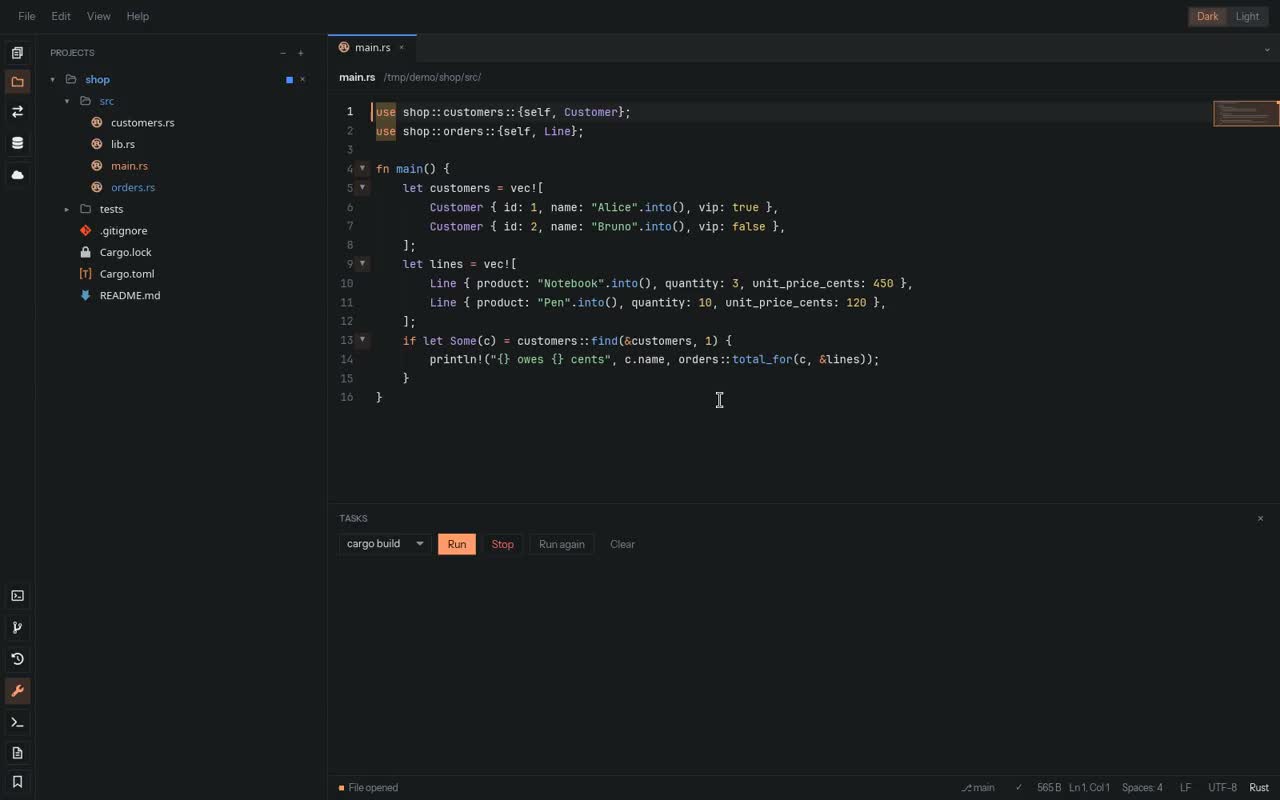 File Edit View Help Dark Light
PROJECTS − +
main.rs ×
shop ×
main.rs /tmp/demo/shop/src/
src
customers.rs
lib.rs
main.rs
orders.rs
tests
.gitignore
Cargo.lock
Cargo.toml
README.md
1 use shop::customers::{self, Customer};
2 use shop::orders::{self, Line};
3
4 fn main() {
5     let customers = vec![
6         Customer { id: 1, name: "Alice".into(), vip: true },
7         Customer { id: 2, name: "Bruno".into(), vip: false },
8     ];
9     let lines = vec![
10         Line { product: "Notebook".into(), quantity: 3, unit_price_cents: 450 },
11         Line { product: "Pen".into(), quantity: 10, unit_price_cents: 120 },
12     ];
13     if let Some(c) = customers::find(&customers, 1) {
14         println!("{} owes {} cents", c.name, orders::total_for(c, &lines));
15     }
16 }
TASKS ×
cargo build Run Stop Run again Clear
File opened main ✓ 565 B Ln 1, Col 1 Spaces: 4 LF UTF-8 Rust